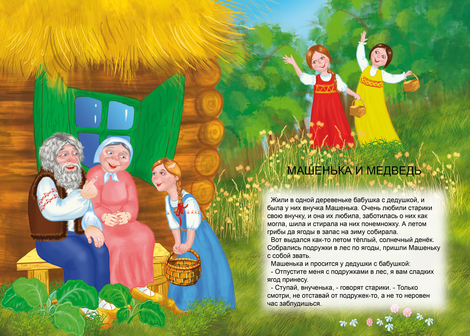 МАШЕНЬКА И МЕДВЕДЬ
Жили в одной деревеньке бабушка с дедушкой, и
была у них внучка Машенька. Очень любили старики
свою внучку, и она их любила, заботилась о них как
могла, шила и стирала на них понемножку. А летом
грибы да ягоды в запас на зиму собирала.
Вот выдался как-то летом тёплый, солнечный денёк.
Собрались подружки в лес по ягоды, пришли Машеньку
с собой звать.
Машенька и просится у дедушки с бабушкой:
- Отпустите меня с подружками в лес, я вам сладких
ягод принесу.
- Ступай, внученька, - говорят старики. - Только
смотри, не отставай от подружек-то, а не то неровен
час заблудишься.